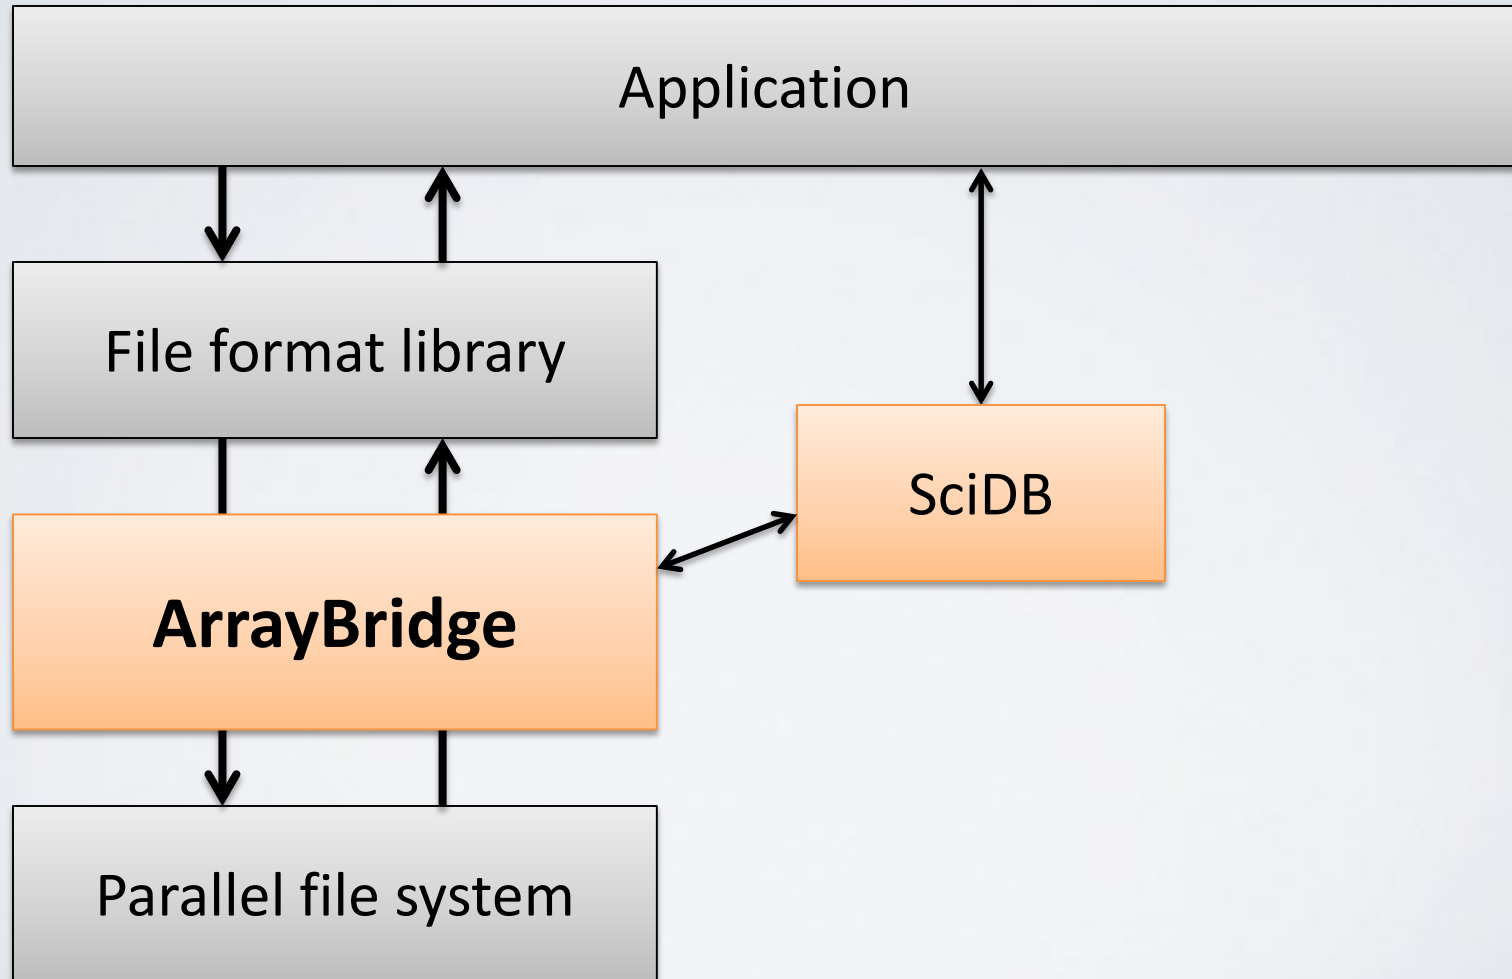 Application
File format library
SciDB
ArrayBridge
Parallel file system